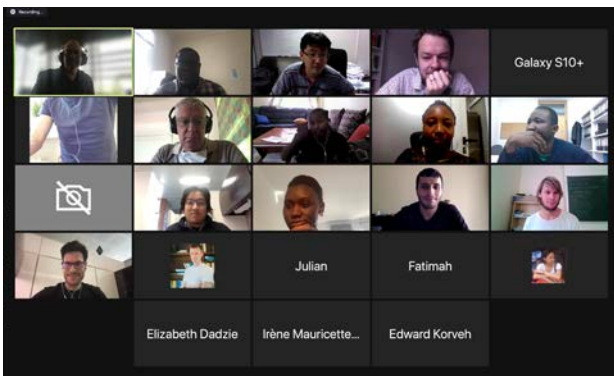 Recording...
Galaxy S10+
Julian
Fatimah
Elizabeth Dadzie
Irène Mauricette...
Edward Korveh